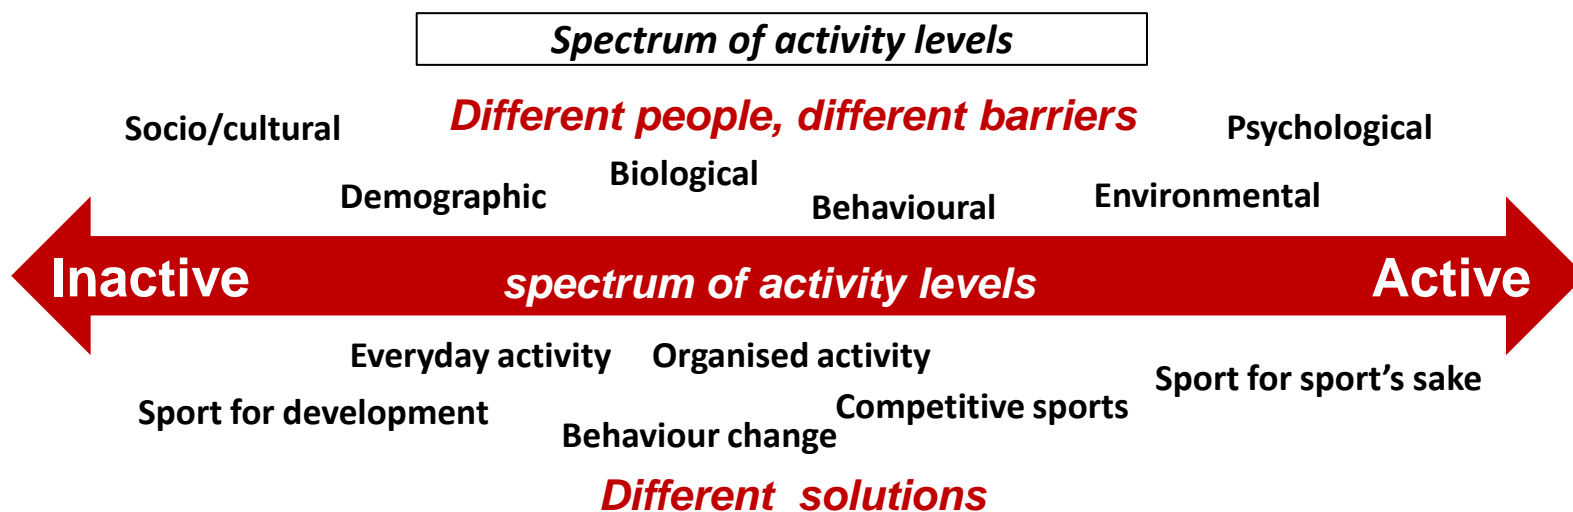 Spectrum of activity levels
Different people, different barriers
Socio/cultural
Psychological
Biological
Demographic
Behavioural
Environmental
Inactive
spectrum of activity levels
Active
Everyday activity
Organised activity
Sport for sport’s sake
Sport for development
Competitive sports
Behaviour change
Different  solutions